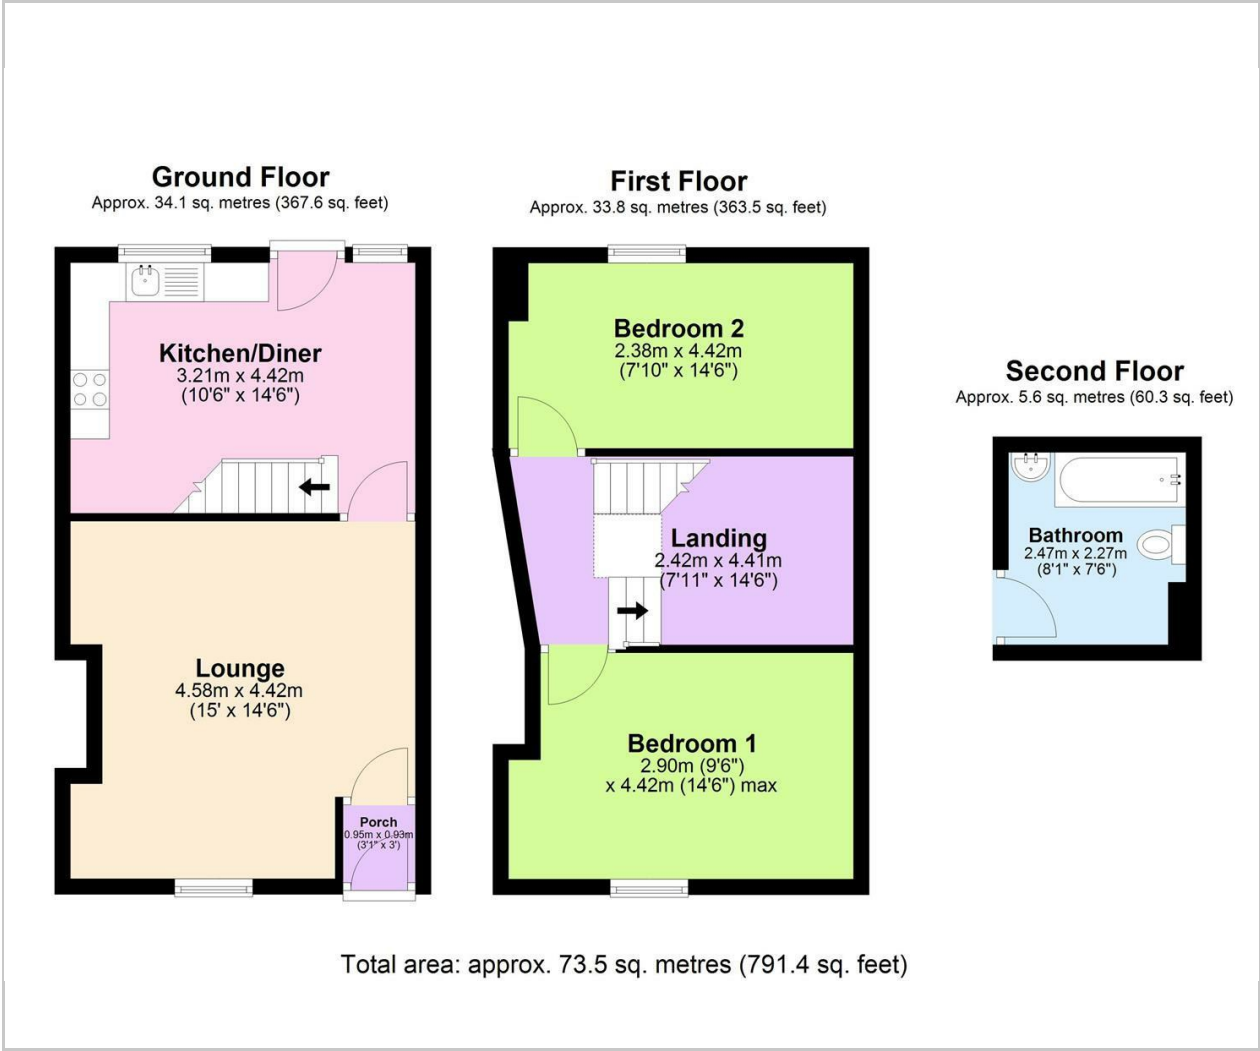 Ground Floor
Approx. 34.1 sq. metres (367.6 sq. feet)
Kitchen/Diner
3.21m x 4.42m
(10'6" x 14'6")
Lounge
4.58m x 4.42m
(15' x 14'6")
Porch
0.95m x 0.93m
(3'1" x 3')
First Floor
Approx. 33.8 sq. metres (363.5 sq. feet)
Bedroom 2
2.38m x 4.42m
(7'10" x 14'6")
Landing
2.42m x 4.41m
(7'11" x 14'6")
Bedroom 1
2.90m (9'6")
x 4.42m (14'6") max
Second Floor
Approx. 5.6 sq. metres (60.3 sq. feet)
Bathroom
2.47m x 2.27m
(8'1" x 7'6")
Total area: approx. 73.5 sq. metres (791.4 sq. feet)